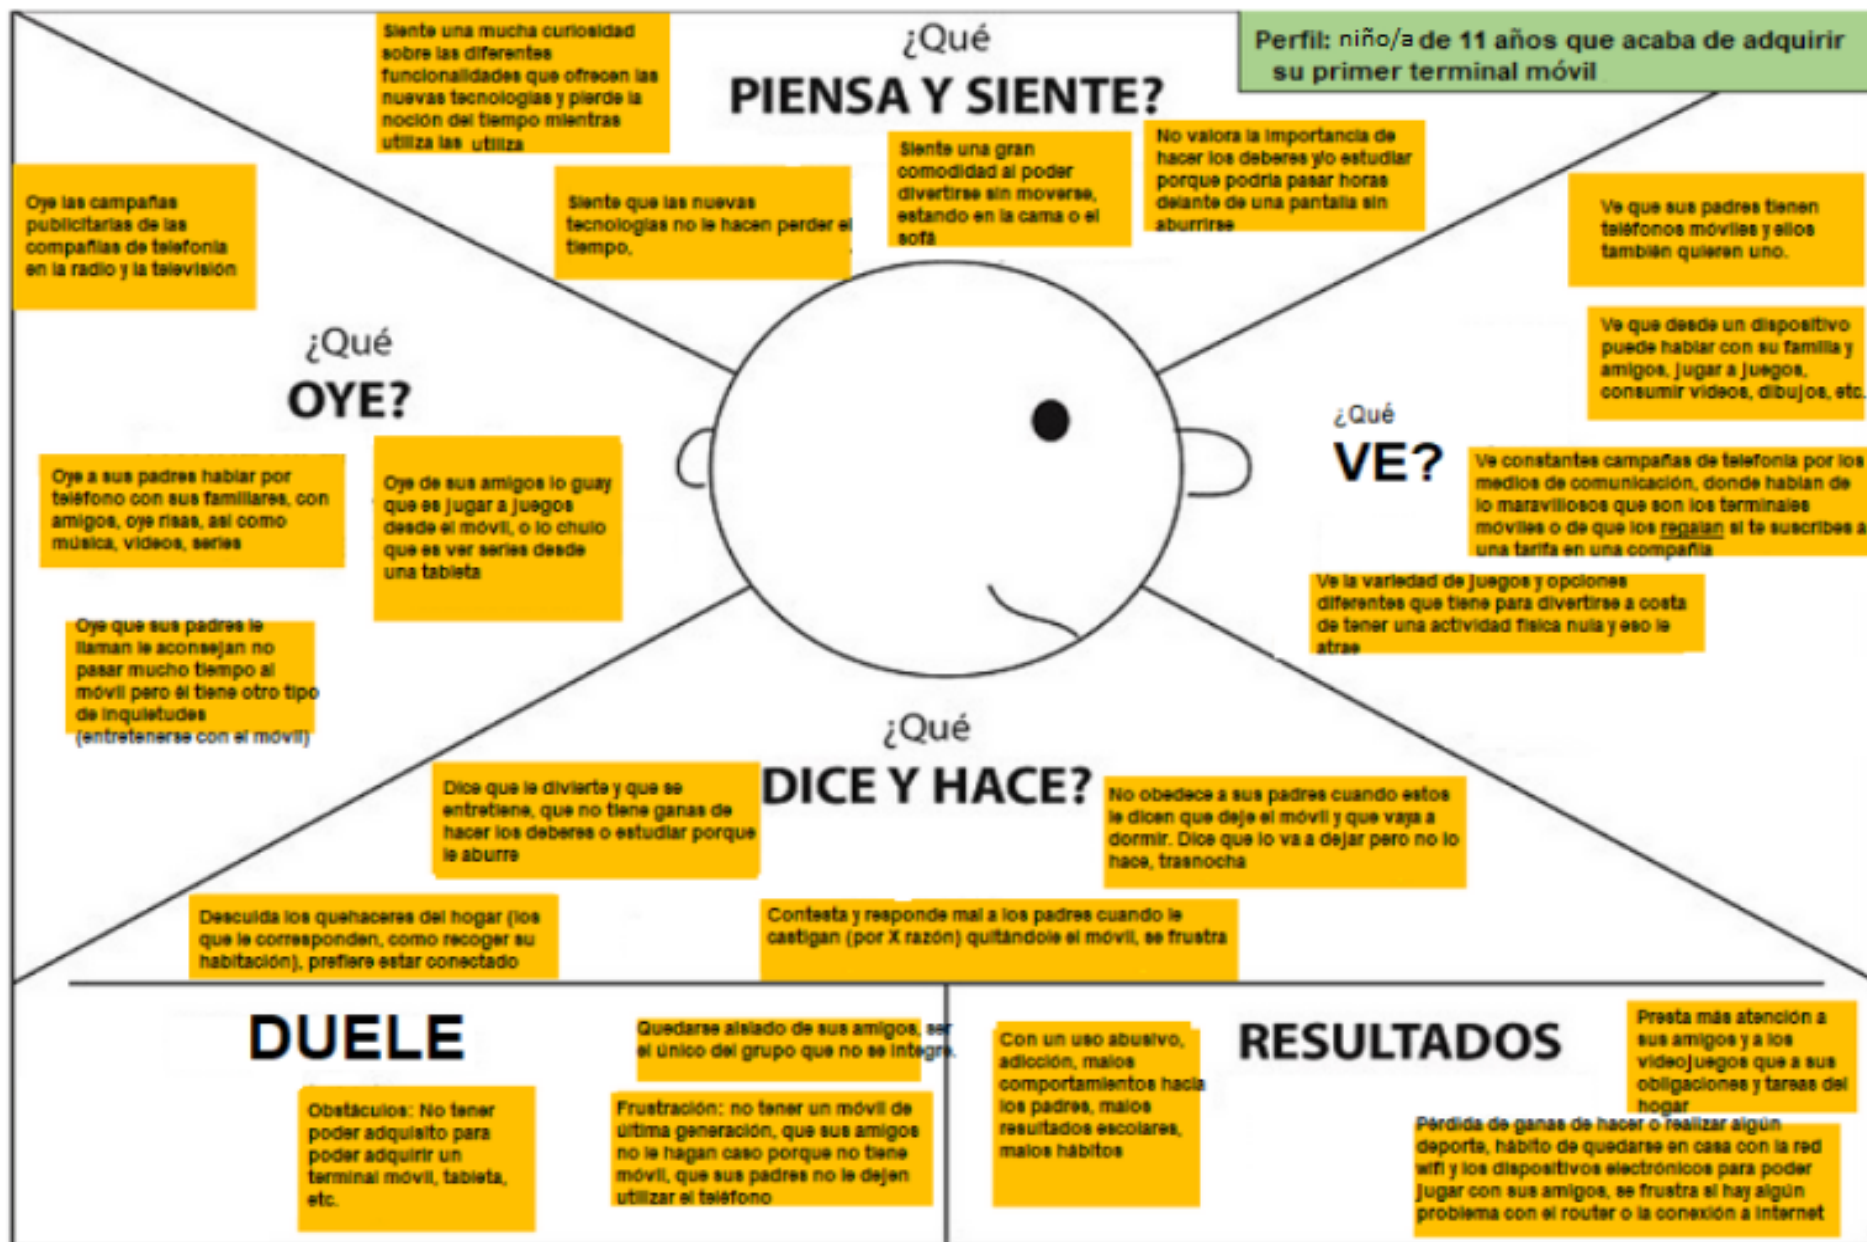 ¿Qué
PIENSA Y SIENTE?
Perfil: niño/a de 11 años que acaba de adquirir
su primer terminal móvil
Siente una mucha curiosidad
sobre las diferentes
funcionalidades que ofrecen las
nuevas tecnologías y pierde la
noción del tiempo mientras
utiliza las utiliza
Siente que las nuevas
tecnologías no le hacen perder el
tiempo,
Siente una gran
comodidad al poder
divertirse sin moverse,
estando en la cama o el
sofá
No valora la importancia de
hacer los deberes y/o estudiar
porque podría pasar horas
delante de una pantalla sin
aburrirse
Oye las campañas
publicitarias de las
compañías de telefonía
en la radio y la televisión
¿Qué
OYE?
Oye a sus padres hablar por
teléfono con sus familiares, con
amigos, oye risas, así como
música, vídeos, series
Oye de sus amigos lo guay
que es jugar a juegos
desde el móvil, o lo chulo
que es ver series desde
una tableta
Oye que sus padres le
llaman le aconsejan no
pasar mucho tiempo al
móvil pero él tiene otro tipo
de inquietudes
(entretenerse con el móvil)
Ve que sus padres tienen
teléfonos móviles y ellos
también quieren uno.
Ve que desde un dispositivo
puede hablar con su familia y
amigos, jugar a juegos,
consumir vídeos, dibujos, etc.
¿Qué
VE?
Ve constantes campañas de telefonía por los
medios de comunicación, donde hablan de
lo maravillosos que son los terminales
móviles o de que los regalan si te suscribes a
una tarifa en una compañía
Ve la variedad de juegos y opciones
diferentes que tiene para divertirse a costa
de tener una actividad física nula y eso le
atrae
¿Qué
DICE Y HACE?
Dice que le divierte y que se
entretiene, que no tiene ganas de
hacer los deberes o estudiar porque
le aburre
No obedece a sus padres cuando estos
le dicen que deje el móvil y que vaya a
dormir. Dice que lo va a dejar pero no lo
hace, trasnocha
Descuida los quehaceres del hogar (los
que le corresponden, como recoger su
habitación), prefiere estar conectado
Contesta y responde mal a los padres cuando le
castigan (por X razón) quitándole el móvil, se frustra
DUELE
Quedarse aislado de sus amigos, ser
el único del grupo que no se integre.
Obstáculos: No tener
poder adquisito para
poder adquirir un
terminal móvil, tableta,
etc.
Frustración: no tener un móvil de
última generación, que sus amigos
no le hagan caso porque no tiene
móvil, que sus padres no le dejen
utilizar el teléfono
RESULTADOS
Con un uso abusivo,
adicción, malos
comportamientos hacia
los padres, malos
resultados escolares,
malos hábitos
Presta más atención a
sus amigos y a los
videojuegos que a sus
obligaciones y tareas del
hogar
Pérdida de ganas de hacer o realizar algún
deporte, hábito de quedarse en casa con la red
wifi y los dispositivos electrónicos para poder
jugar con sus amigos, se frustra si hay algún
problema con el router o la conexión a internet